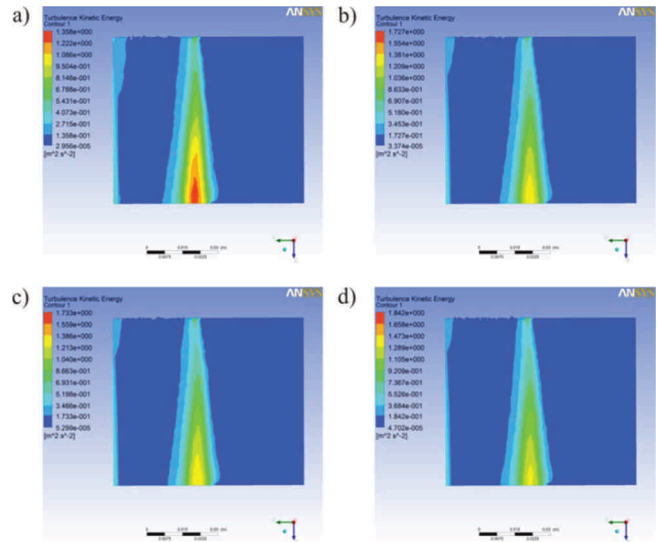 a)
ANSYS
Turbulence Kinetic Energy
Contour 1
1.358e+000
1.222e+000
1.086e+000
9.504e-001
8.146e-001
6.788e-001
5.431e-001
4.073e-001
2.715e-001
1.358e-001
2.956e-005
[m^2 s^-2]
b)
ANSYS
Turbulence Kinetic Energy
Contour 1
1.727e+000
1.554e+000
1.381e+000
1.209e+000
1.036e+000
8.633e-001
6.907e-001
5.180e-001
3.453e-001
1.727e-001
3.374e-005
[m^2 s^-2]
c)
ANSYS
Turbulence Kinetic Energy
Contour 1
1.733e+000
1.559e+000
1.386e+000
1.213e+000
1.040e+000
8.663e-001
6.931e-001
5.198e-001
3.466e-001
1.733e-001
5.299e-005
[m^2 s^-2]
d)
ANSYS
Turbulence Kinetic Energy
Contour 1
1.842e+000
1.658e+000
1.473e+000
1.289e+000
1.105e+000
9.209e-001
7.367e-001
5.526e-001
3.684e-001
1.842e-001
4.702e-005
[m^2 s^-2]